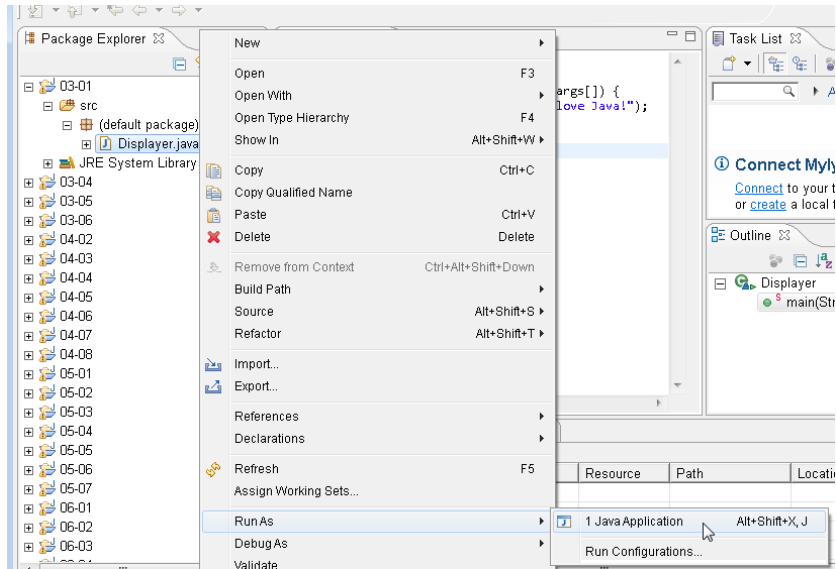 Package Explorer
03-01
src
(default package)
Displayer.java
JRE System Library
03-04
03-05
03-06
04-02
04-03
04-04
04-05
04-06
04-07
04-08
05-01
05-02
05-03
05-04
05-05
05-06
05-07
06-01
06-02
06-03
New
Open F3
Open With
Open Type Hierarchy F4
Show In Alt+Shift+W
Copy Ctrl+C
Copy Qualified Name
Paste Ctrl+V
Delete Delete
Remove from Context Ctrl+Alt+Shift+Down
Build Path
Source Alt+Shift+S
Refactor Alt+Shift+T
Import...
Export...
References
Declarations
Refresh F5
Assign Working Sets...
Run As
Debug As
Validate
1 Java Application Alt+Shift+X, J
Run Configurations...
args[]) {
love Java!");
Resource Path Locati
Task List
A
Connect Myly
Connect to your t
or create a local t
Outline
Displayer
main(Stri